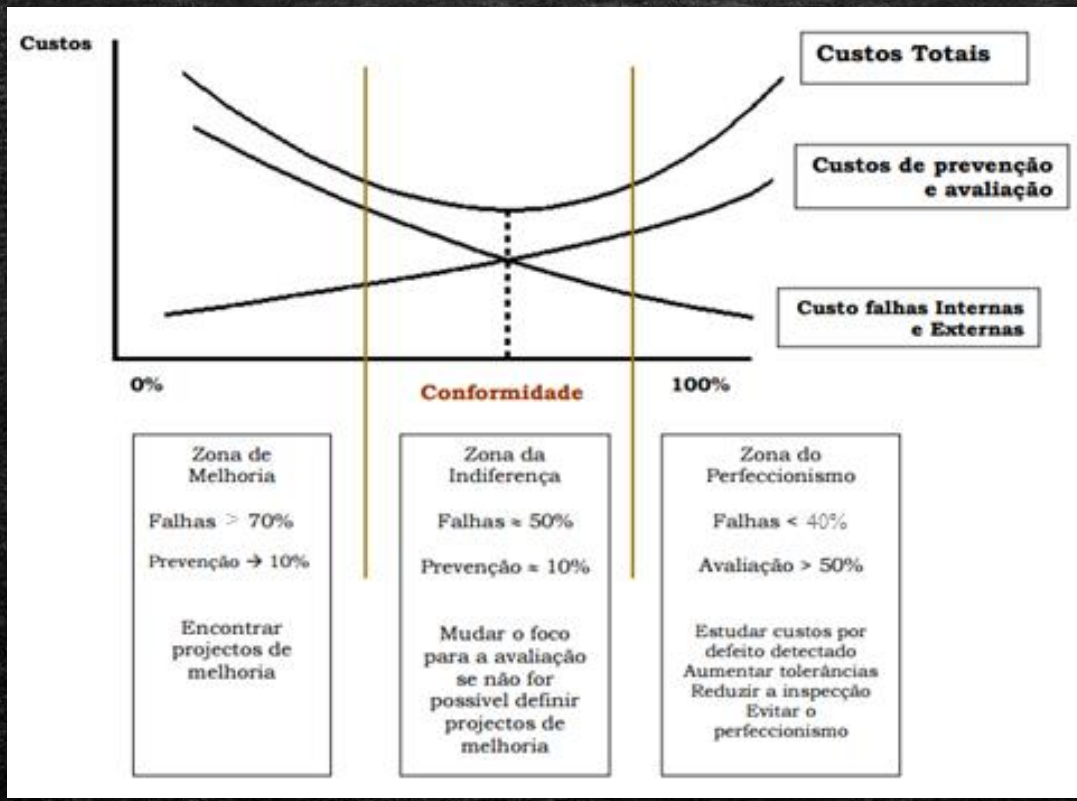 Custos
Custos Totais
Custos de prevenção
e avaliação
Custo falhas Internas
e Externas
0%
Conformidade
100%
Zona de
Melhoria
Falhas > 70%
Prevenção → 10%
Encontrar
projectos de
melhoria
Zona da
Indiferença
Falhas ≈ 50%
Prevenção ≈ 10%
Mudar o foco
para a avaliação
se não for
possível definir
projectos de
melhoria
Zona do
Perfeccionismo
Falhas < 40%
Avaliação > 50%
Estudar custos por
defeito detectado
Aumentar tolerâncias
Reduzir a inspecção
Evitar o
perfeccionismo